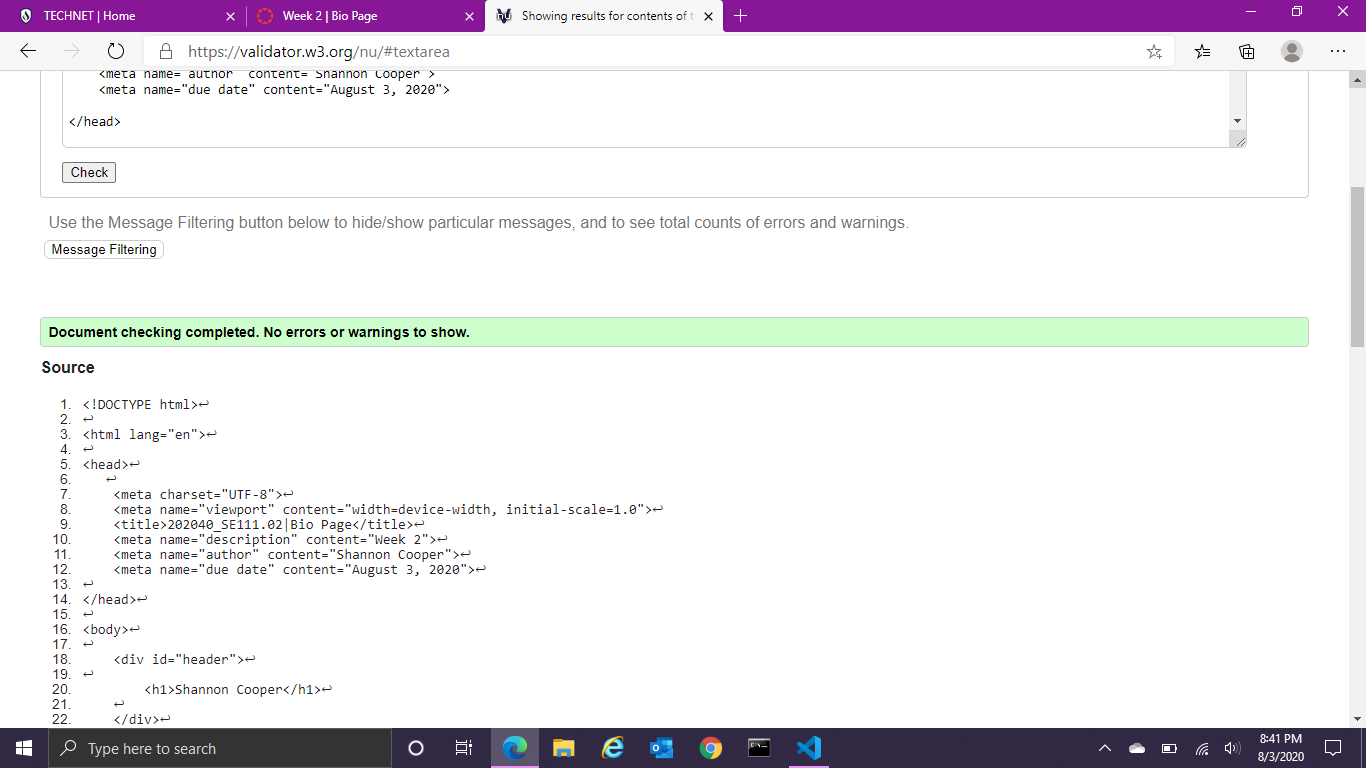 TECHNET | Home
Week 2 | Bio Page
Showing results for contents of t
https://validator.w3.org/nu/#textarea
<meta name="author" content="Shannon Cooper">
<meta name="due date" content="August 3, 2020">
</head>
Check
Use the Message Filtering button below to hide/show particular messages, and to see total counts of errors and warnings.
Message Filtering
Document checking completed. No errors or warnings to show.
Source
1. <!DOCTYPE html>↩
2. ↩
3. <html lang="en">↩
4. ↩
5. <head>↩
6. ↩
7. <meta charset="UTF-8">↩
8. <meta name="viewport" content="width=device-width, initial-scale=1.0">↩
9. <title>202040_SE111.02|Bio Page</title>↩
10. <meta name="description" content="Week 2">↩
11. <meta name="author" content="Shannon Cooper">↩
12. <meta name="due date" content="August 3, 2020">↩
13. ↩
14. </head>↩
15. ↩
16. <body>↩
17. ↩
18. <div id="header">↩
19. ↩
20. <h1>Shannon Cooper</h1>↩
21. ↩
22. </div>↩
Type here to search
8:41 PM
8/3/2020